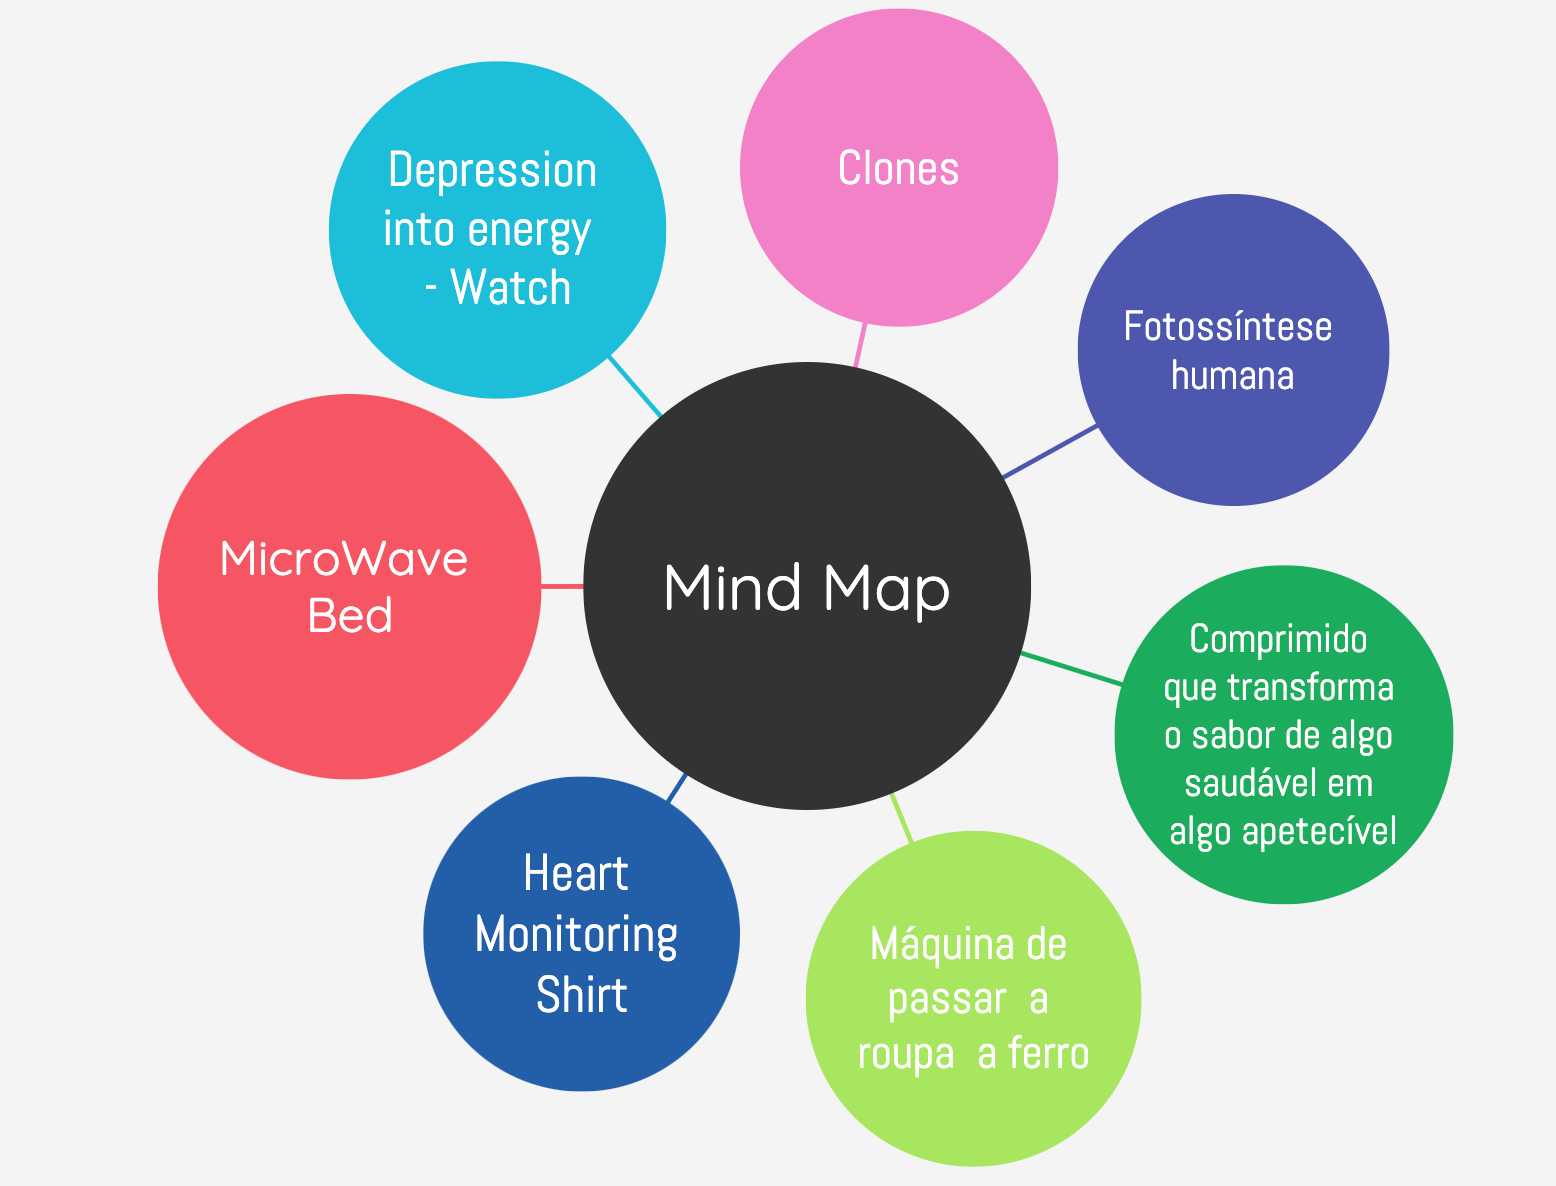 Clones
Depression
into energy
- Watch
Fotossíntese
humana
MicroWave
Bed
Mind Map
Comprimido
que transforma
o sabor de algo
saudável em
algo apetecível
Heart
Monitoring
Shirt
Máquina de
passar a
roupa a ferro